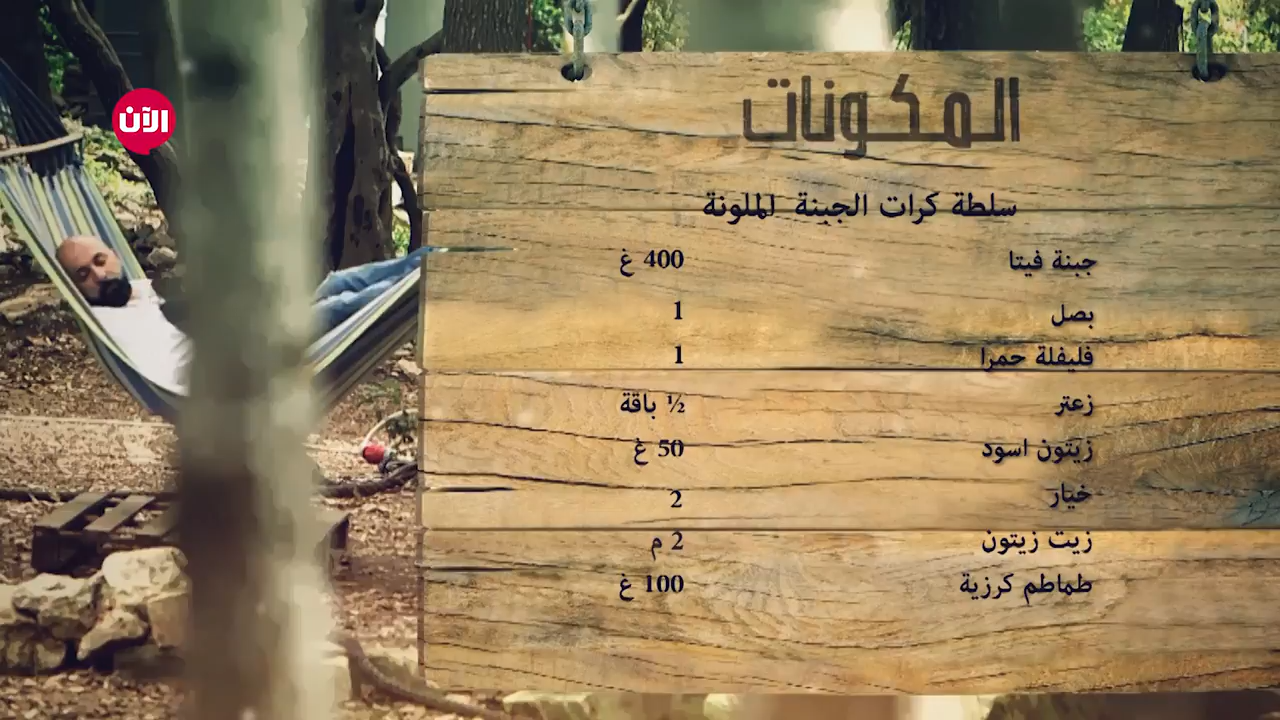 الآن
المكونات
سلطة كرات الجبنة الملونة
جبنة فيتا 400 غ
بصل 1
فليفلة حمرا 1
زعتر ½ باقة
زيتون اسود 50 غ
خيار 2
زيت زيتون 2 م
طماطم كرزية 100 غ